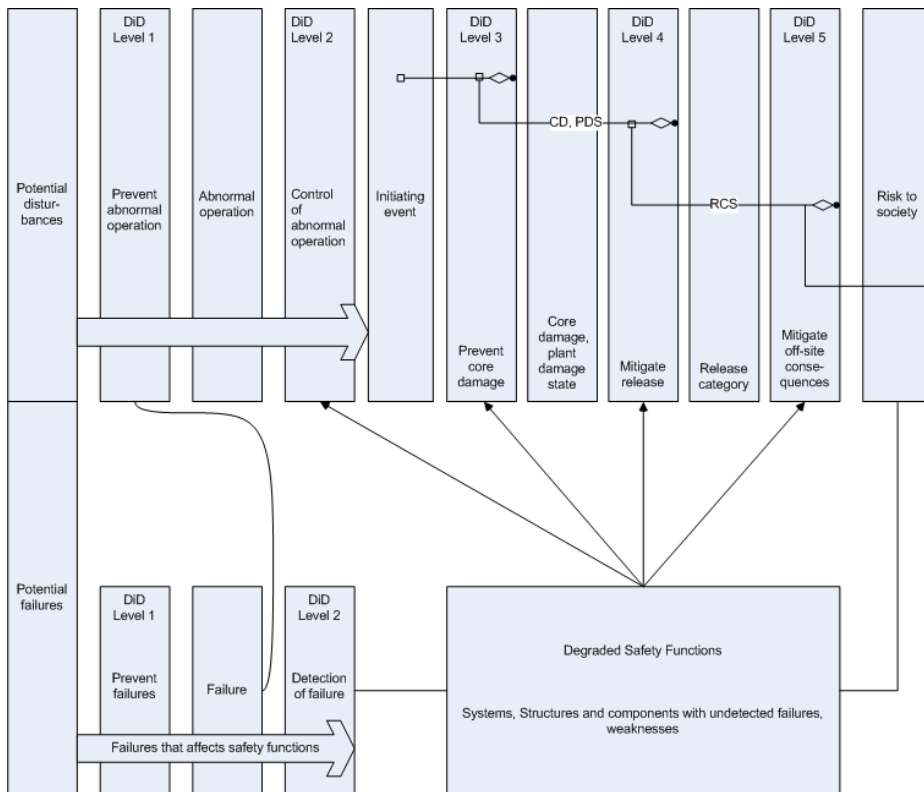 DiD
Level 1
DiD
Level 2
DiD
Level 3
DiD
Level 4
DiD
Level 5
CD, PDS
RCS
Potential
distur-
bances
Prevent
abnormal
operation
Abnormal
operation
Control
of
abnormal
operation
Initiating
event
Prevent
core
damage
Core
damage,
plant
damage
state
Mitigate
release
Release
category
Mitigate
off-site
conse-
quences
Risk to
society
Potential
failures
DiD
Level 1
Prevent
failures
Failure
DiD
Level 2
Detection
of failure
Failures that affects safety functions
Degraded Safety Functions
Systems, Structures and components with undetected failures,
weaknesses